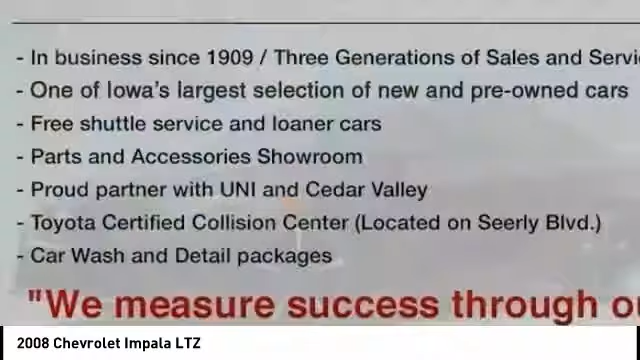 - In business since 1909 / Three Generations of Sales and Servi
- One of Iowa's largest selection of new and pre-owned cars
- Free shuttle service and loaner cars
- Parts and Accessories Showroom
- Proud partner with UNI and Cedar Valley
- Toyota Certified Collision Center (Located on Seerly Blvd.)
- Car Wash and Detail packages
"We measure success through ou
2008 Chevrolet Impala LTZ